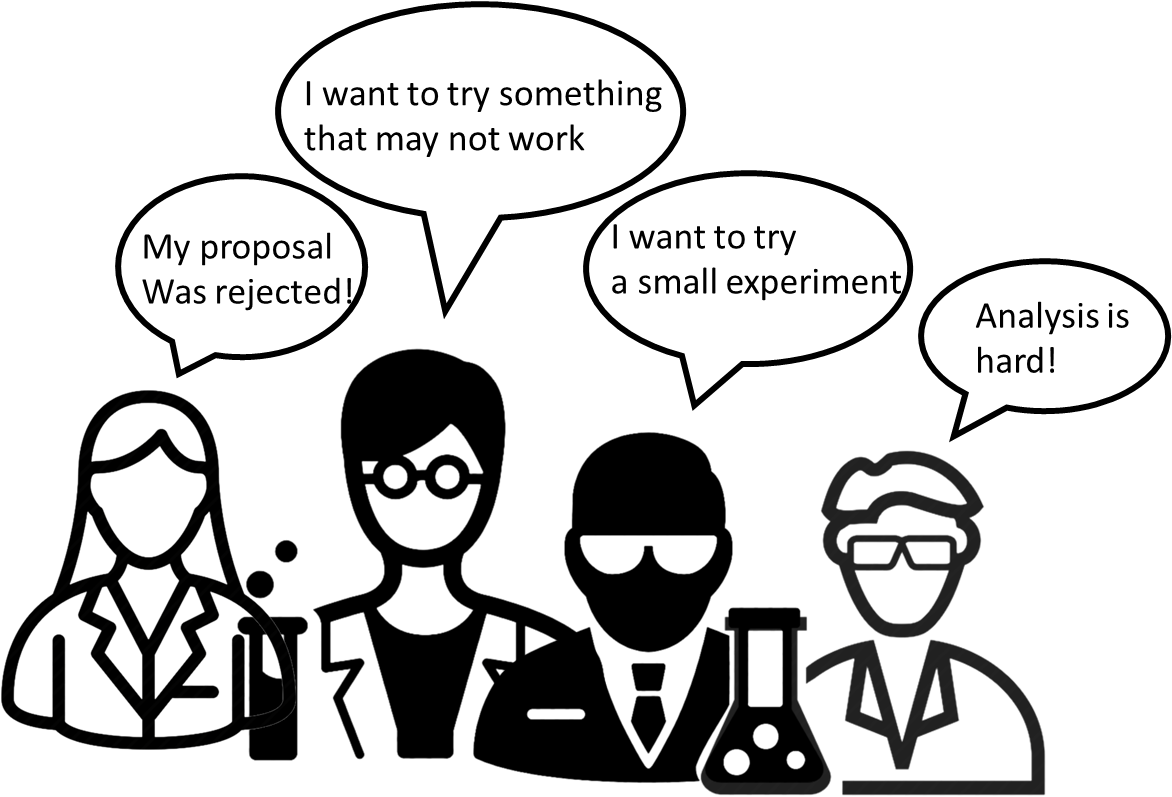 I want to try something
that may not work
My proposal
Was rejected!
I want to try
a small experiment
Analysis is
hard!